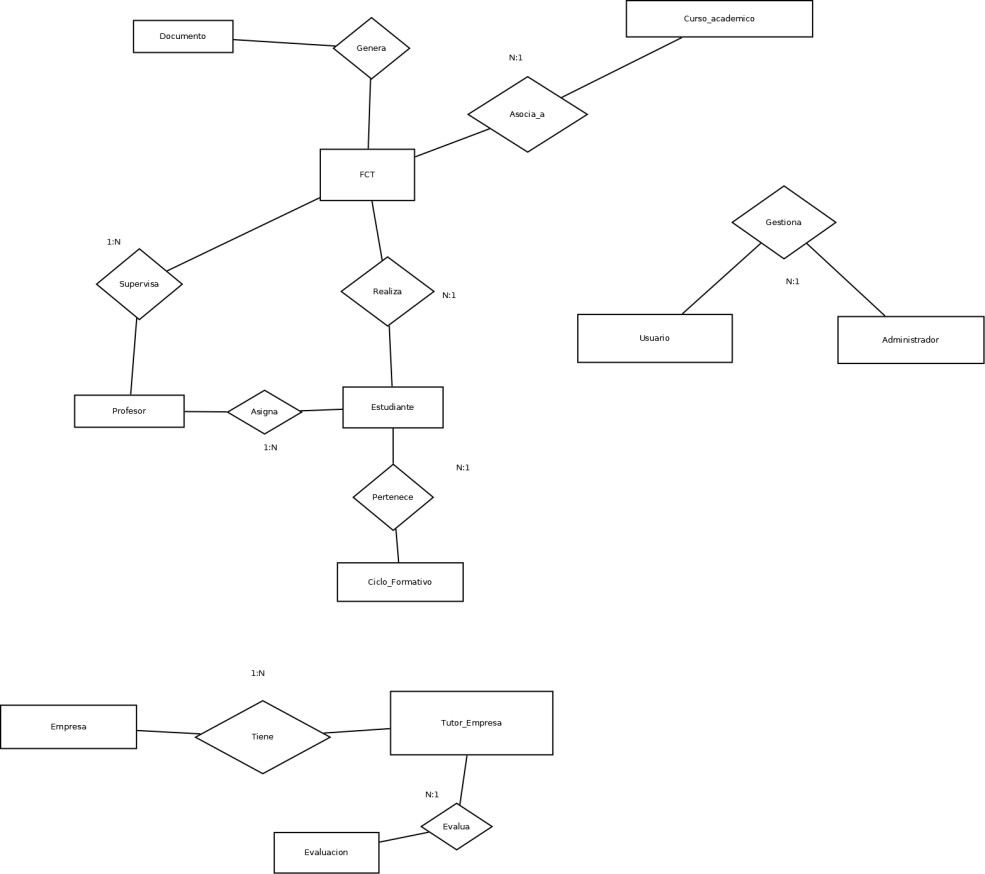 Curso_academico
Documento
Genera
N:1
Asocia_a
FCT
Gestiona
1:N
Supervisa
N:1
Realiza
N:1
Usuario
Administrador
Profesor
Asigna
Estudiante
1:N
N:1
Pertenece
Ciclo_Formativo
1:N
Empresa
Tiene
Tutor_Empresa
N:1
Evalua
Evaluacion